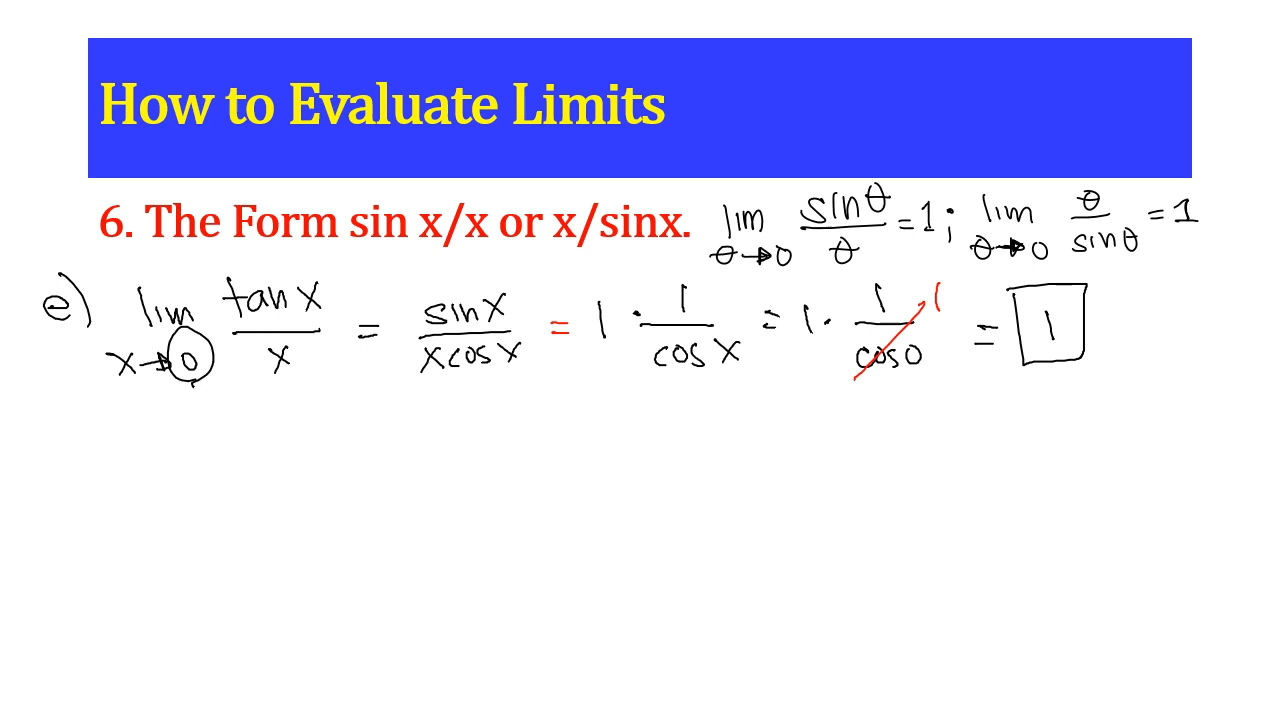 How to Evaluate Limits
6. The Form sin x/x or x/sinx. lim θ→0 sinθ/θ = 1; lim θ→0 θ/sinθ = 1
e) lim x→0 tanx/x = sinx/xcosx = 1 · 1/cosx = 1 · 1/cos0 1 = 1